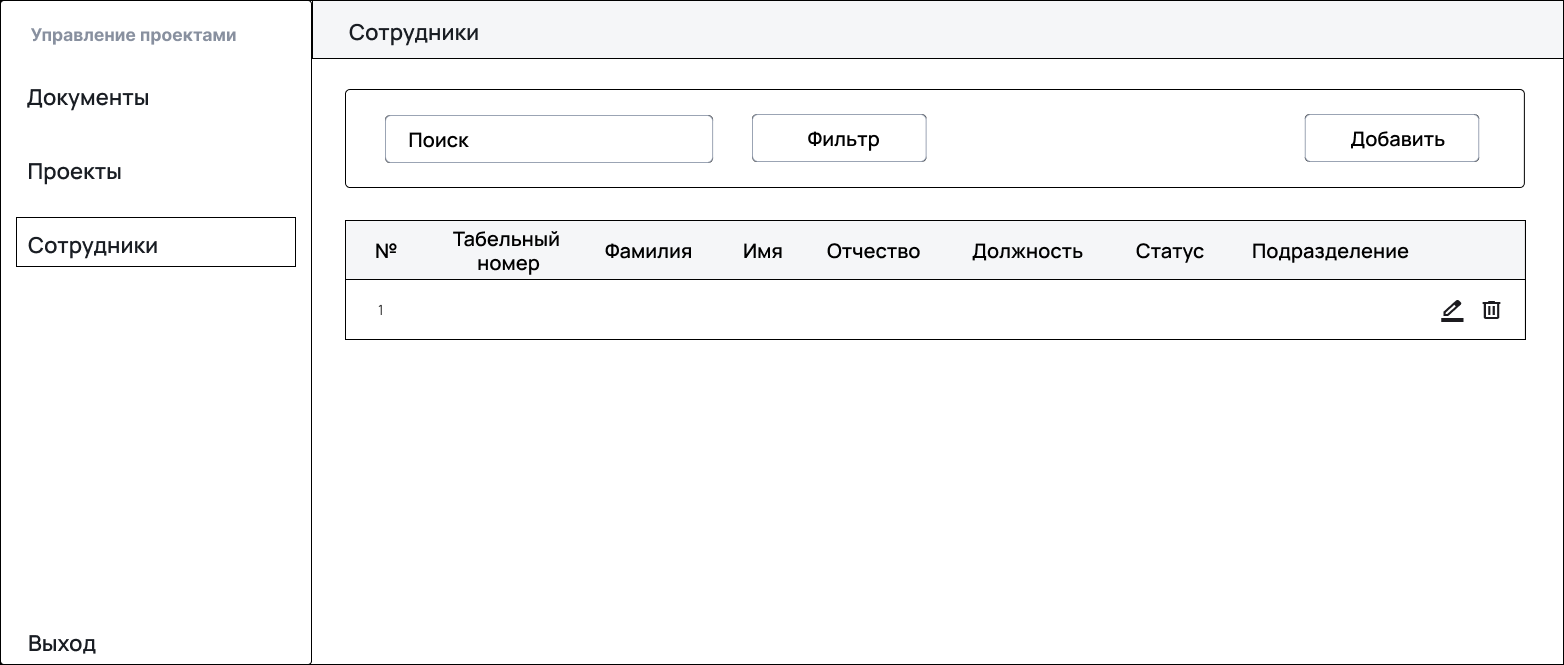 Управление проектами
Документы
Проекты
Сотрудники
Выход
Сотрудники
Поиск
Фильтр
Добавить
№
Табельный
номер
Фамилия
Имя
Отчество
Должность
Статус
Подразделение
1